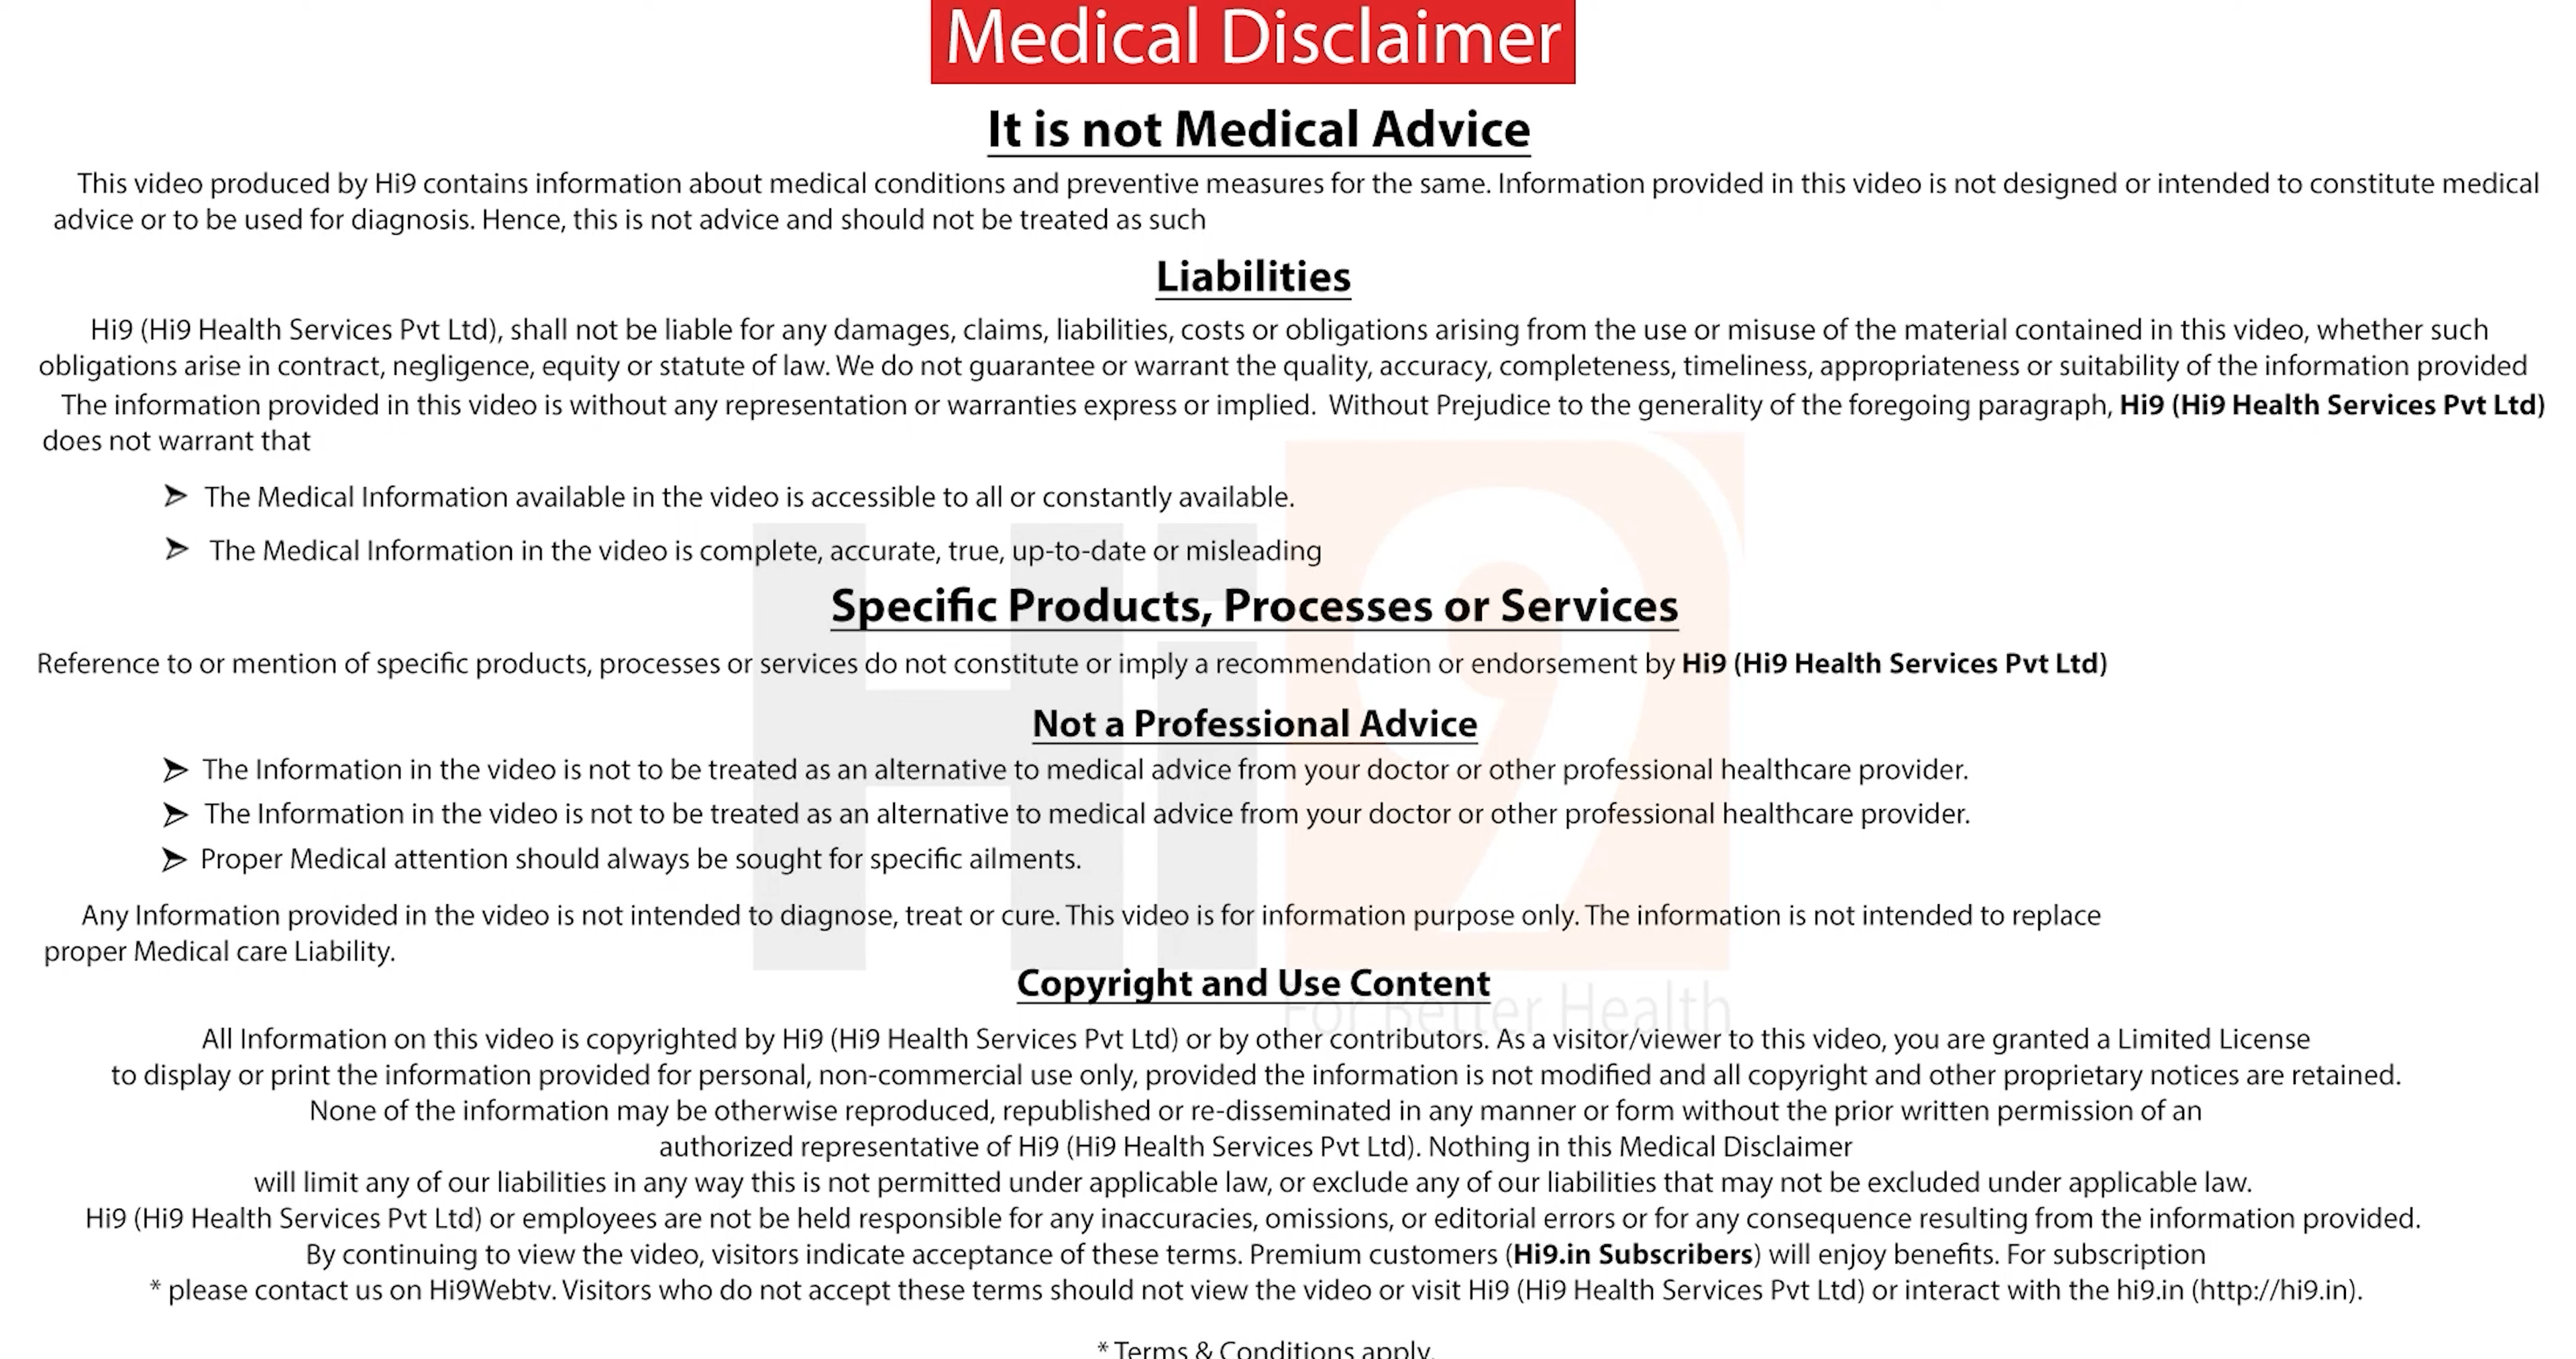 Medical Disclaimer
It is not Medical Advice
This video produced by Hi9 contains information about medical conditions and preventive measures for the same. Information provided in this video is not designed or intended to constitute medical
advice or to be used for diagnosis. Hence, this is not advice and should not be treated as such
Liabilities
Hi9 (Hi9 Health Services Pvt Ltd), shall not be liable for any damages, claims, liabilities, costs or obligations arising from the use or misuse of the material contained in this video, whether such
obligations arise in contract, negligence, equity or statute of law. We do not guarantee or warrant the quality, accuracy, completeness, timeliness, appropriateness or suitability of the information provided
The information provided in this video is without any representation or warranties express or implied. Without Prejudice to the generality of the foregoing paragraph, Hi9 (Hi9 Health Services Pvt Ltd)
does not warrant that
➢ The Medical Information available in the video is accessible to all or constantly available.
➢ The Medical Information in the video is complete, accurate, true, up-to-date or misleading
Specific Products, Processes or Services
Reference to or mention of specific products, processes or services do not constitute or imply a recommendation or endorsement by Hi9 (Hi9 Health Services Pvt Ltd)
Not a Professional Advice
➢ The Information in the video is not to be treated as an alternative to medical advice from your doctor or other professional healthcare provider.
➢ The Information in the video is not to be treated as an alternative to medical advice from your doctor or other professional healthcare provider.
➢ Proper Medical attention should always be sought for specific ailments.
Any Information provided in the video is not intended to diagnose, treat or cure. This video is for information purpose only. The information is not intended to replace
proper Medical care Liability.
Copyright and Use Content
Hi9
For Better Health
All Information on this video is copyrighted by Hi9 (Hi9 Health Services Pvt Ltd) or by other contributors. As a visitor/viewer to this video, you are granted a Limited License
to display or print the information provided for personal, non-commercial use only, provided the information is not modified and all copyright and other proprietary notices are retained.
None of the information may be otherwise reproduced, republished or re-disseminated in any manner or form without the prior written permission of an
authorized representative of Hi9 (Hi9 Health Services Pvt Ltd). Nothing in this Medical Disclaimer
will limit any of our liabilities in any way this is not permitted under applicable law, or exclude any of our liabilities that may not be excluded under applicable law.
Hi9 (Hi9 Health Services Pvt Ltd) or employees are not be held responsible for any inaccuracies, omissions, or editorial errors or for any consequence resulting from the information provided.
By continuing to view the video, visitors indicate acceptance of these terms. Premium customers (Hi9.in Subscribers) will enjoy benefits. For subscription
* please contact us on Hi9Webtv. Visitors who do not accept these terms should not view the video or visit Hi9 (Hi9 Health Services Pvt Ltd) or interact with the hi9.in (http://hi9.in).
* Terms & Conditions apply.